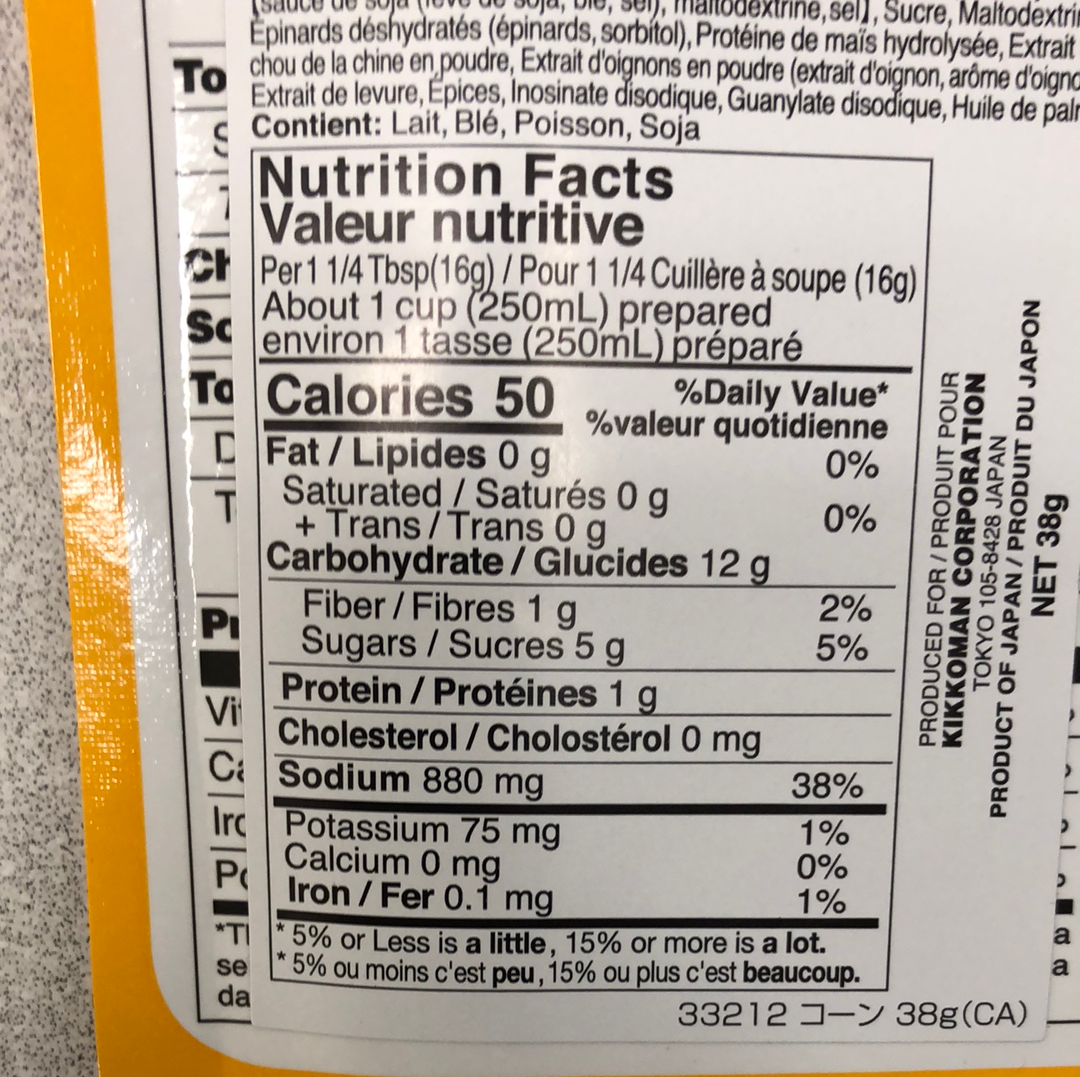 maltodextrine, sel], Sucre,
Épinards déshydratés (épinards, sorbitol), Protéine de maïs hydrolysée, Extrait
chou de la chine en poudre, Extrait d'oignons en poudre (extrait d'oignon, arôme
Extrait de levure, Épices, Inosinate disodique, Guanylate disodique, Huile de
Contient: Lait, Blé, Poisson, Soja
Nutrition Facts
Valeur nutritive
Per 1 1/4 Tbsp(16g) / Pour 1 1/4 Cuillère à soupe (16g)
About 1 cup (250mL) prepared
environ 1 tasse (250mL) préparé
Calories 50 %Daily Value*
%valeur quotidienne
Fat / Lipides 0 g 0%
Saturated / Saturés 0 g
+ Trans / Trans 0 g 0%
Carbohydrate / Glucides 12 g
Fiber / Fibres 1 g 2%
Sugars / Sucres 5 g 5%
Protein / Protéines 1 g
Cholesterol / Cholostérol 0 mg
Sodium 880 mg 38%
Potassium 75 mg 1%
Calcium 0 mg 0%
Iron / Fer 0.1 mg 1%
* 5% or Less is a little, 15% or more is a lot.
* 5% ou moins c'est peu, 15% ou plus c'est beaucoup.
33212 コーン 38g(CA)
PRODUCED FOR / PRODUIT POUR
KIKKOMAN CORPORATION
TOKYO 105-8428 JAPAN
PRODUCT OF JAPAN / PRODUIT DU JAPON
NET 38g